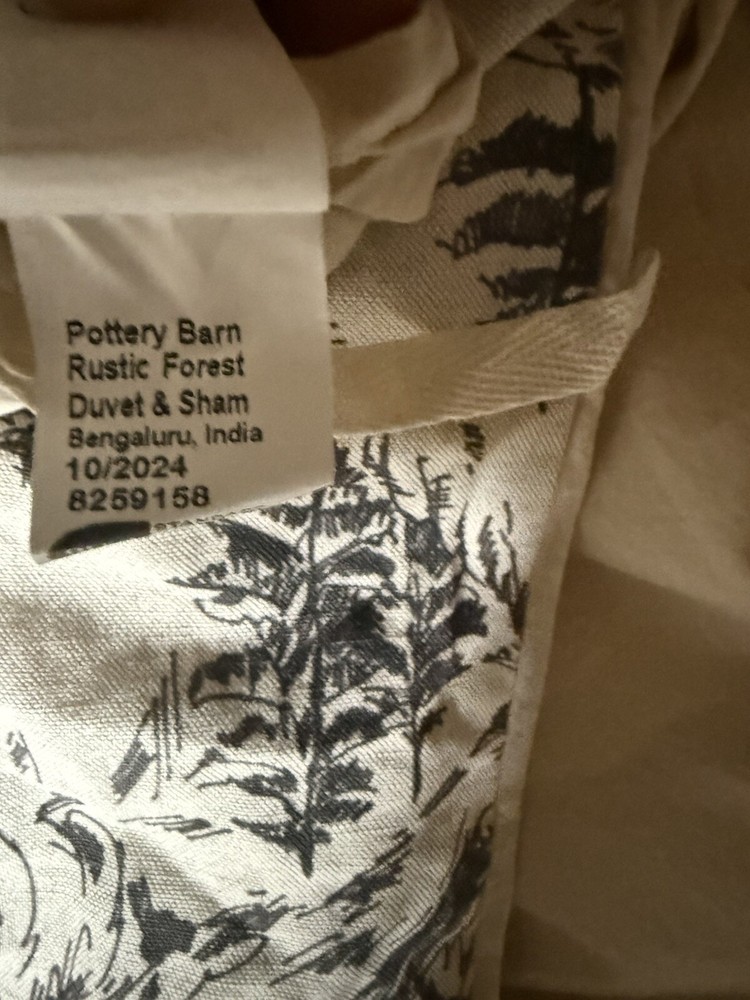 Pottery Barn
Rustic Forest
Duvet & Sham
Bengaluru, India
10/2024
8259158